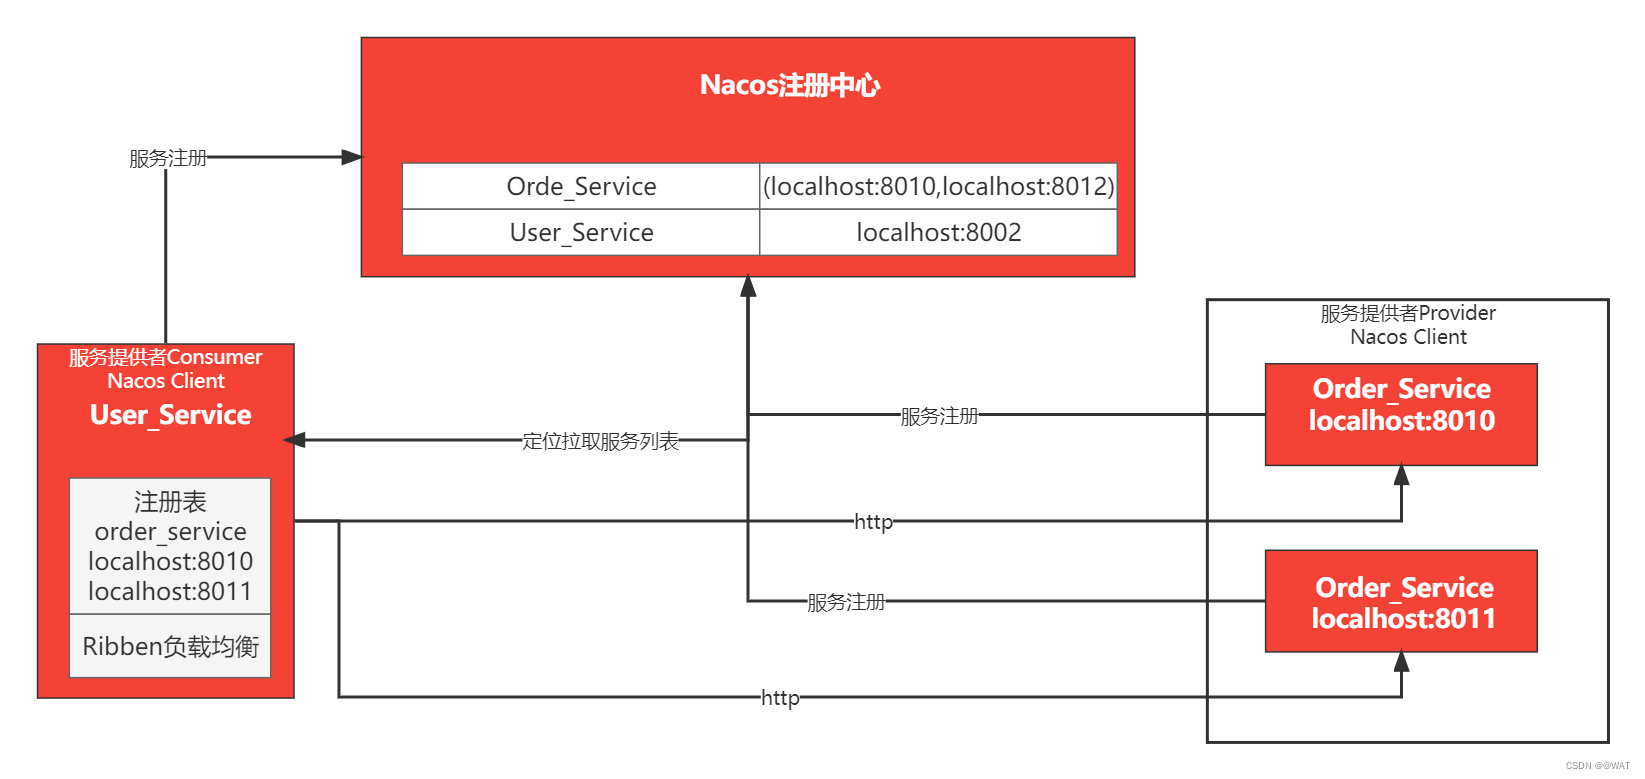 Nacos注册中心
服务注册
Orde_Service
(localhost:8010,localhost:8012)
User_Service
localhost:8002
服务提供者Consumer
Nacos Client
User_Service
注册表
order_service
localhost:8010
localhost:8011
Ribben负载均衡
定位拉取服务列表
服务注册
http
服务注册
http
服务提供者Provider
Nacos Client
Order_Service
localhost:8010
Order_Service
localhost:8011
CSDN @@WAT